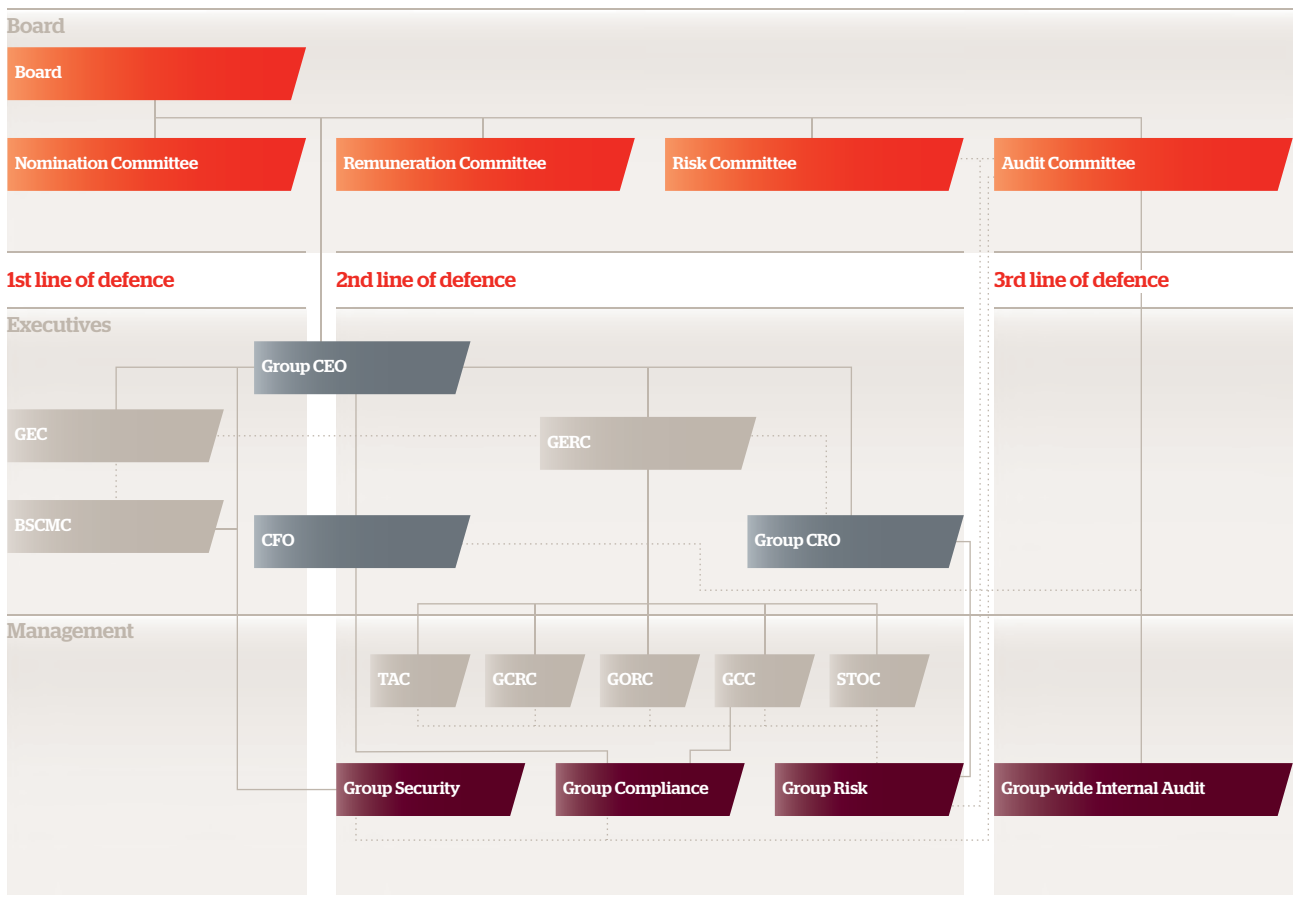 Board
Board
Nomination Committee
Remuneration Committee
Risk Committee
Audit Committee
1st line of defence
2nd line of defence
3rd line of defence
Executives
Group CEO
GEC
GERC
BSCMC
CFO
Group CRO
Management
TAC
GCRC
GORC
GCC
STOC
Group Security
Group Compliance
Group Risk
Group-wide Internal Audit